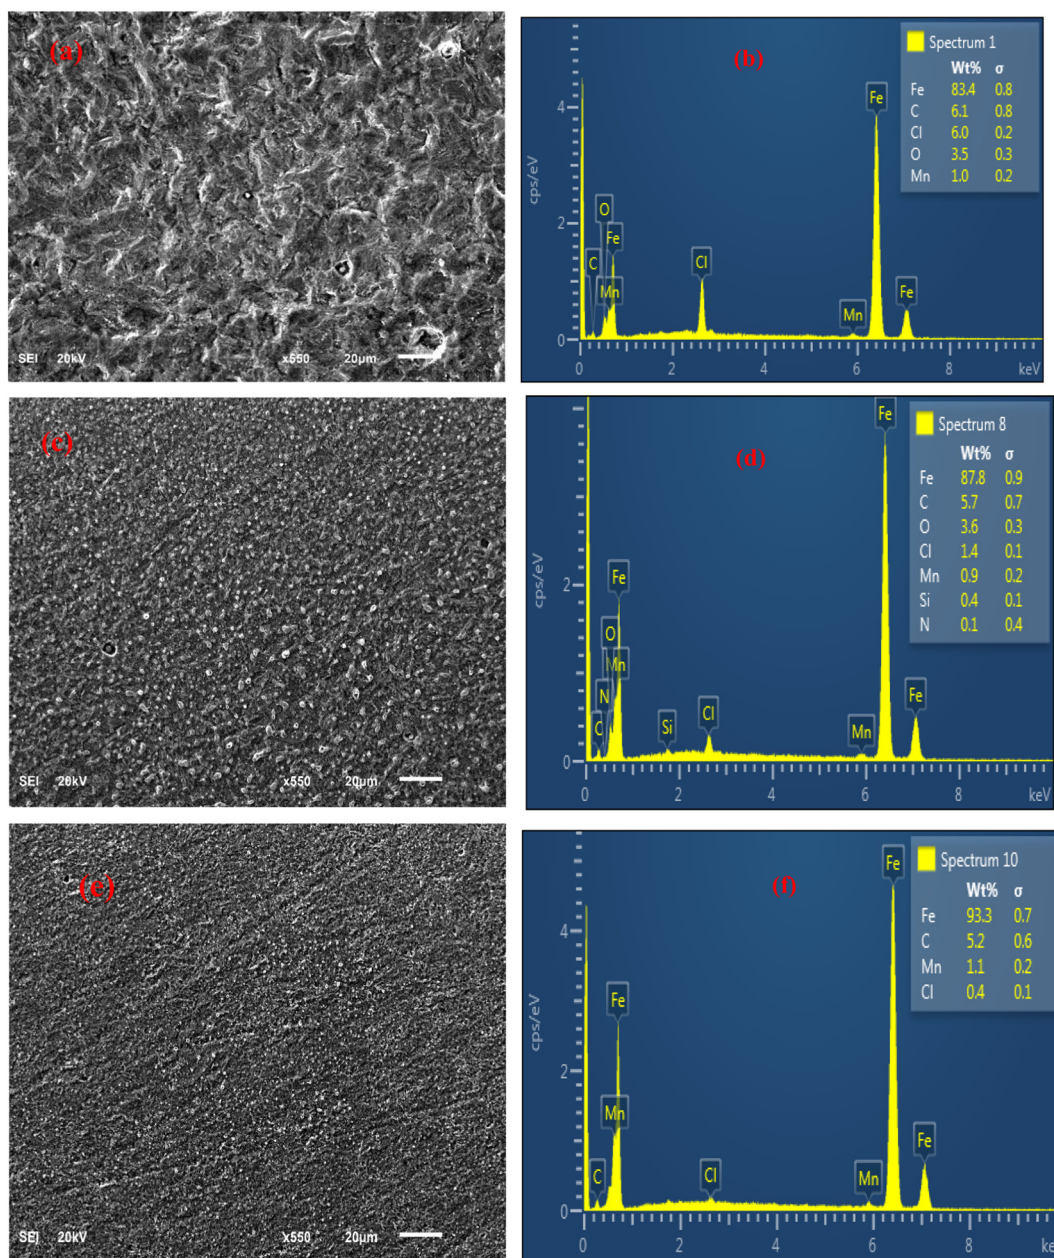 (a)
SEI 20kV x550 20μm
(b)
Spectrum 1
Wt% σ
Fe 83.4 0.8
C 6.1 0.8
Cl 6.0 0.2
O 3.5 0.3
Mn 1.0 0.2
cps/eV
4
2
0
C
O
Fe
Mn
Cl
Mn
Fe
Fe
0 2 4 6 8 keV
(c)
SEI 20kV x550 20μm
(d)
Spectrum 8
Wt% σ
Fe 87.8 0.9
C 5.7 0.7
O 3.6 0.3
Cl 1.4 0.1
Mn 0.9 0.2
Si 0.4 0.1
N 0.1 0.4
cps/eV
2
0
Fe
O
Mn
N
C
Si
Cl
Mn
Fe
Fe
0 2 4 6 8 keV
(e)
SEI 20kV x550 20μm
(f)
Spectrum 10
Wt% σ
Fe 93.3 0.7
C 5.2 0.6
Mn 1.1 0.2
Cl 0.4 0.1
cps/eV
4
2
0
Fe
Mn
C
Cl
Mn
Fe
Fe
0 2 4 6 8 ke